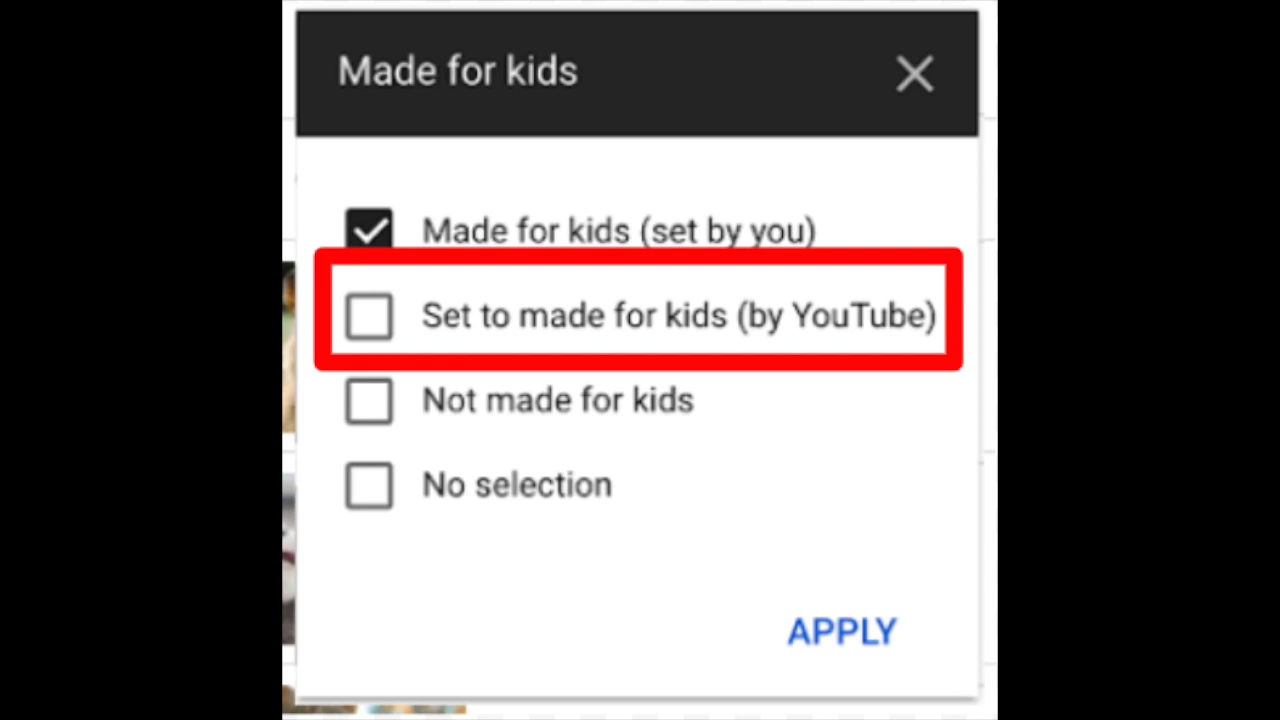 Made for kids
Made for kids (set by you)
Set to made for kids (by YouTube)
Not made for kids
No selection
APPLY